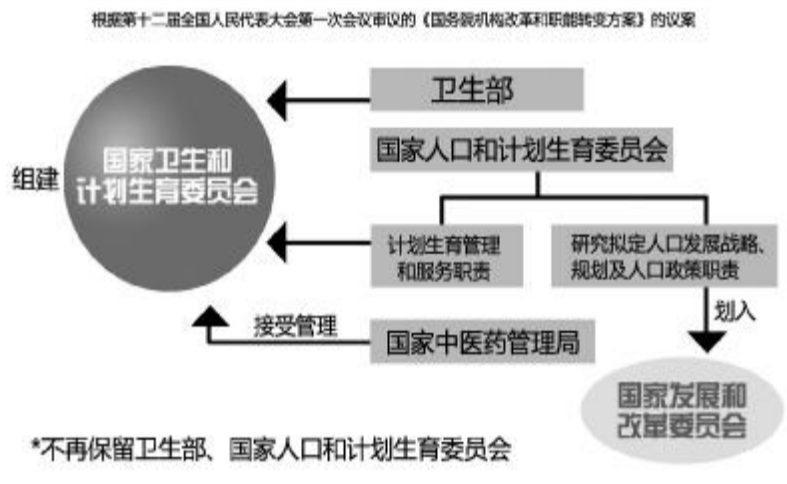 根据第十二届全国人民代表大会第一次会议审议的《国务院机构改革和职能转变方案》的议案
卫生部
国家人口和计划生育委员会
组建
国家卫生和
计划生育委员会
计划生育管理
和服务职责
研究拟定人口发展战略、
规划及人口政策职责
接受管理
国家中医药管理局
划入
国家发展和
改革委员会
*不再保留卫生部、国家人口和计划生育委员会